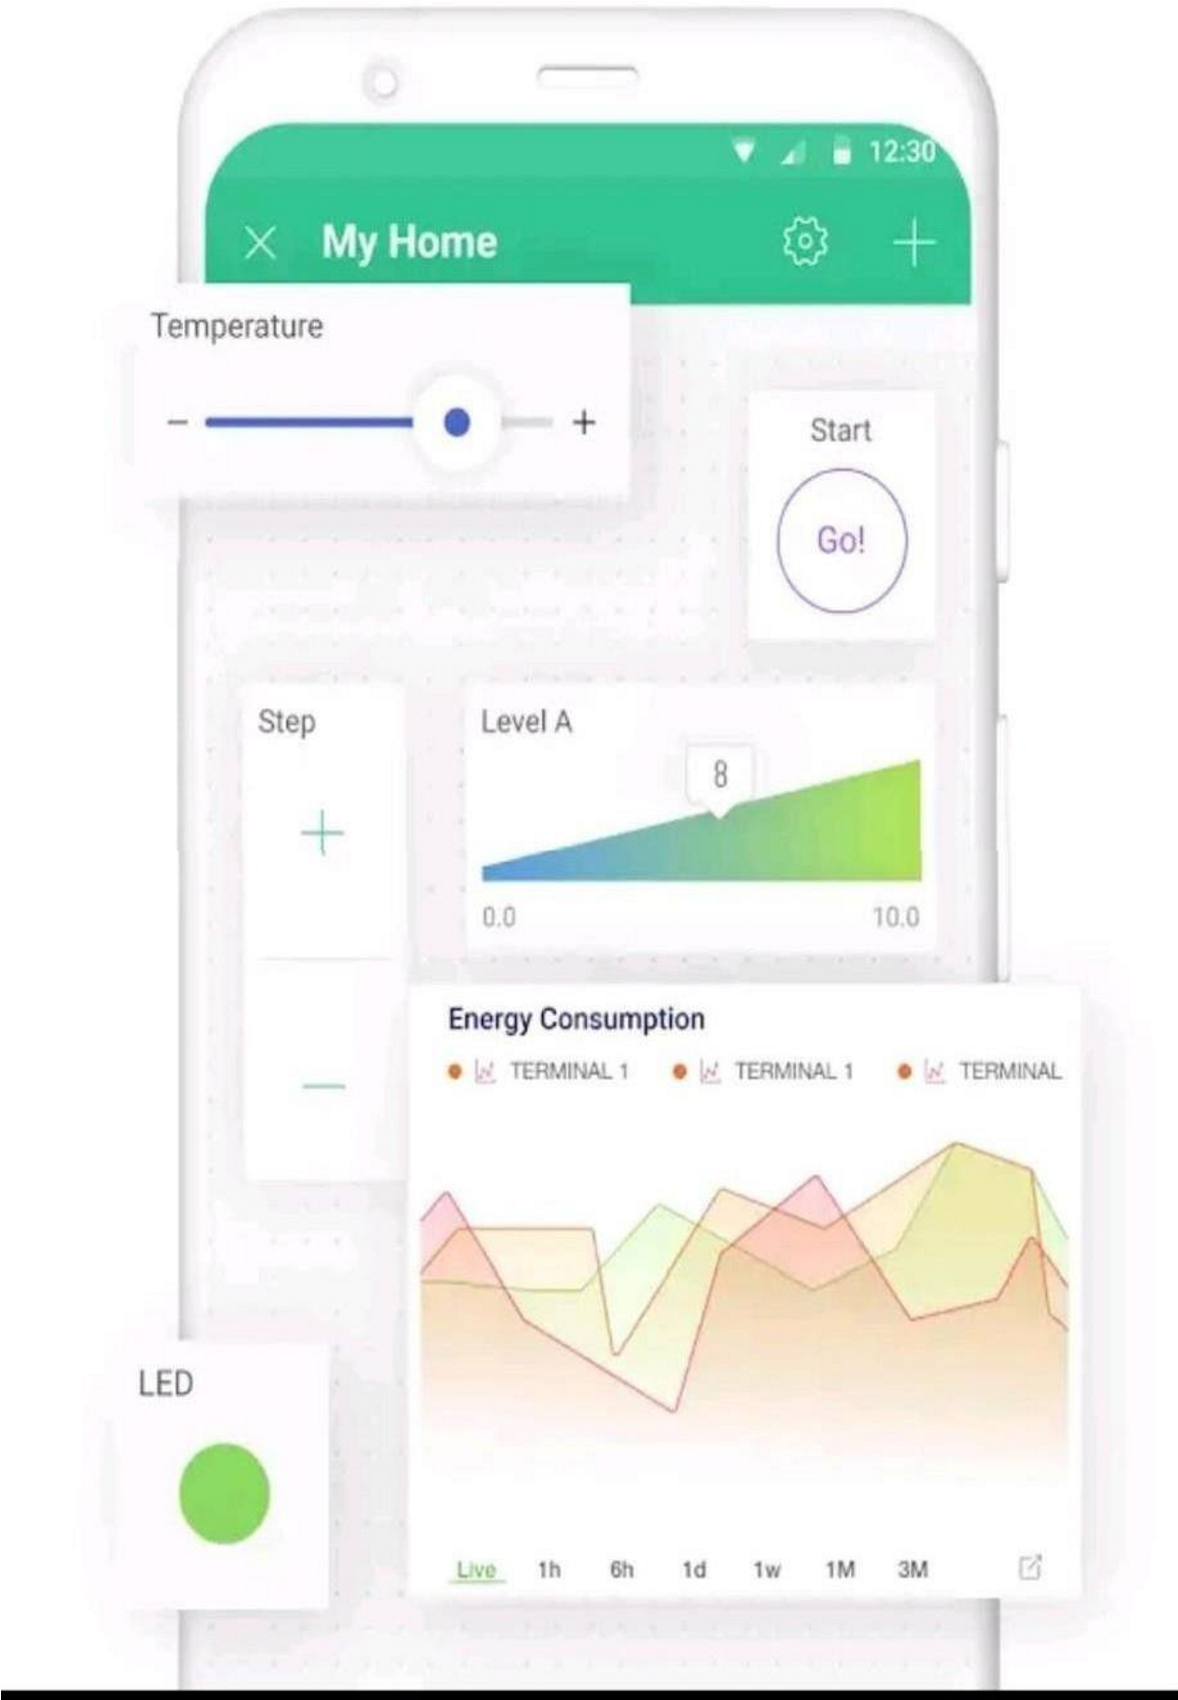 12:30
My Home
Temperature
− +
Start
Go!
Step
+
−
Level A
8
0.0 10.0
Energy Consumption
TERMINAL 1 TERMINAL 1 TERMINAL
LED
Live 1h 6h 1d 1w 1M 3M